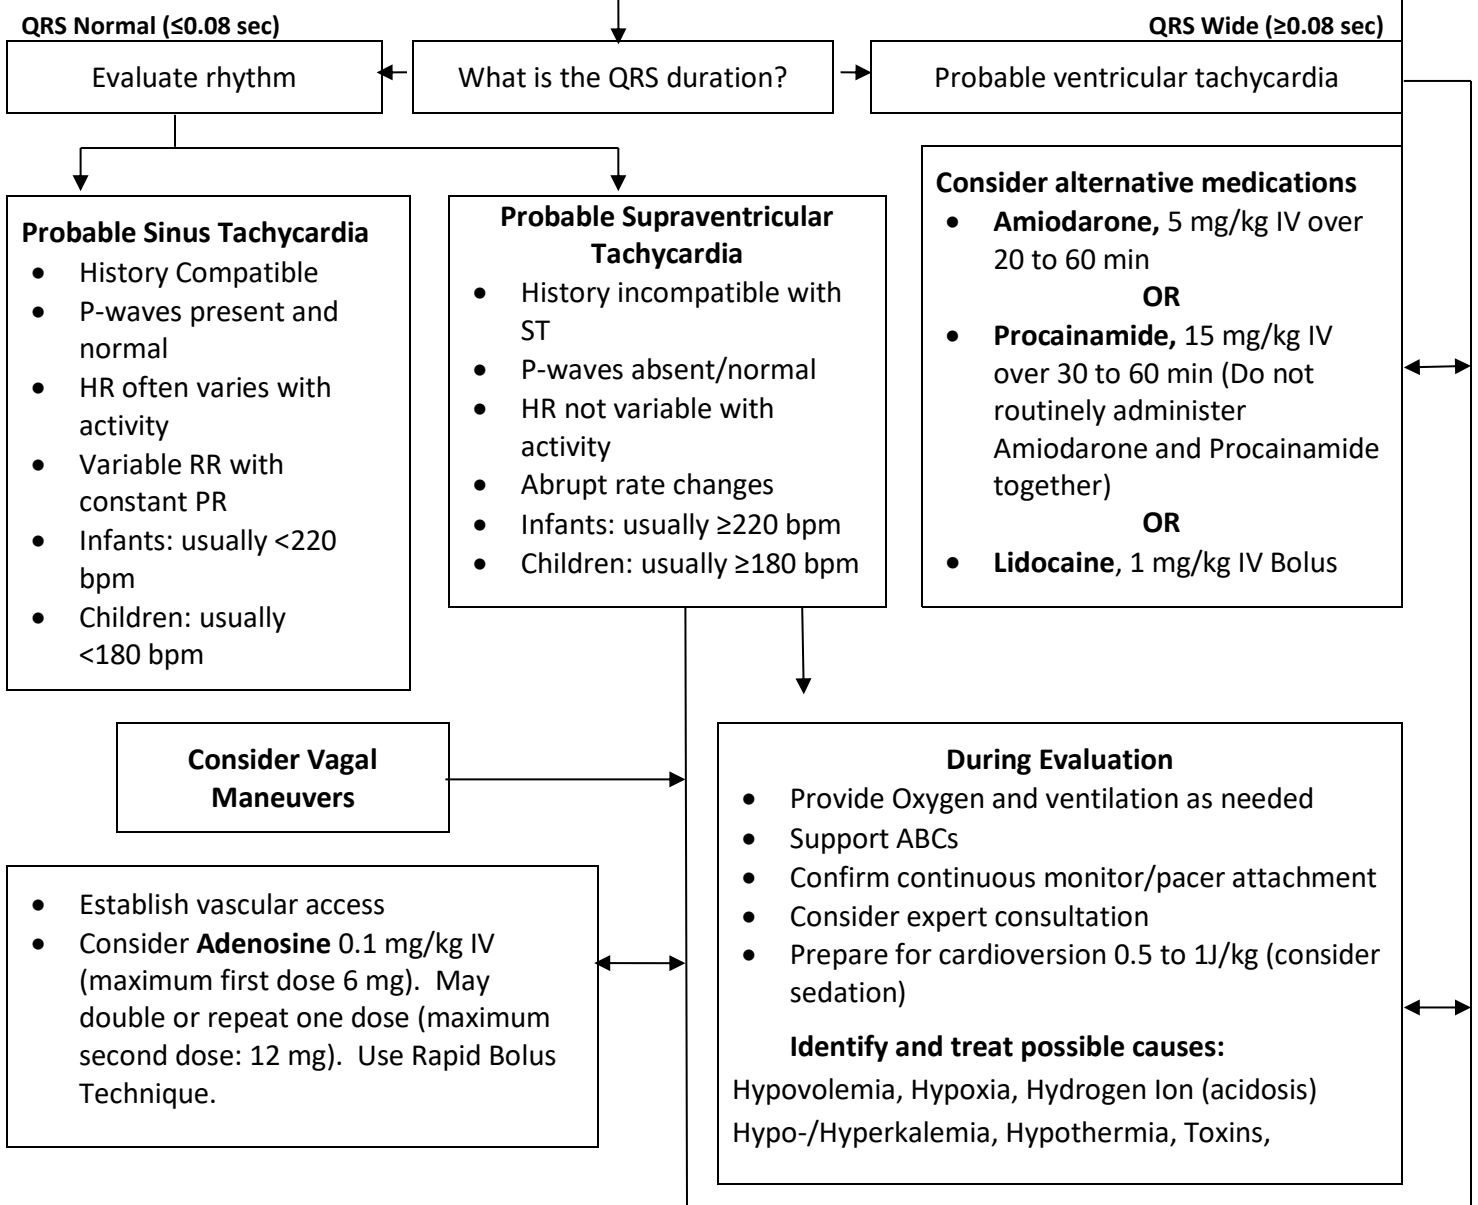 QRS Normal (≤0.08 sec)
QRS Wide (≥0.08 sec)
Evaluate rhythm
What is the QRS duration?
Probable ventricular tachycardia
Probable Sinus Tachycardia
• History Compatible
• P-waves present and
normal
• HR often varies with
activity
• Variable RR with
constant PR
• Infants: usually <220
bpm
• Children: usually
<180 bpm
Probable Supraventricular
Tachycardia
• History incompatible with
ST
• P-waves absent/normal
• HR not variable with
activity
• Abrupt rate changes
• Infants: usually ≥220 bpm
• Children: usually ≥180 bpm
Consider alternative medications
• Amiodarone, 5 mg/kg IV over
20 to 60 min
OR
• Procainamide, 15 mg/kg IV
over 30 to 60 min (Do not
routinely administer
Amiodarone and Procainamide
together)
OR
• Lidocaine, 1 mg/kg IV Bolus
Consider Vagal
Maneuvers
• Establish vascular access
• Consider Adenosine 0.1 mg/kg IV
(maximum first dose 6 mg).  May
double or repeat one dose (maximum
second dose: 12 mg).  Use Rapid Bolus
Technique.
During Evaluation
• Provide Oxygen and ventilation as needed
• Support ABCs
• Confirm continuous monitor/pacer attachment
• Consider expert consultation
• Prepare for cardioversion 0.5 to 1J/kg (consider
sedation)
Identify and treat possible causes:
Hypovolemia, Hypoxia, Hydrogen Ion (acidosis)
Hypo-/Hyperkalemia, Hypothermia, Toxins,